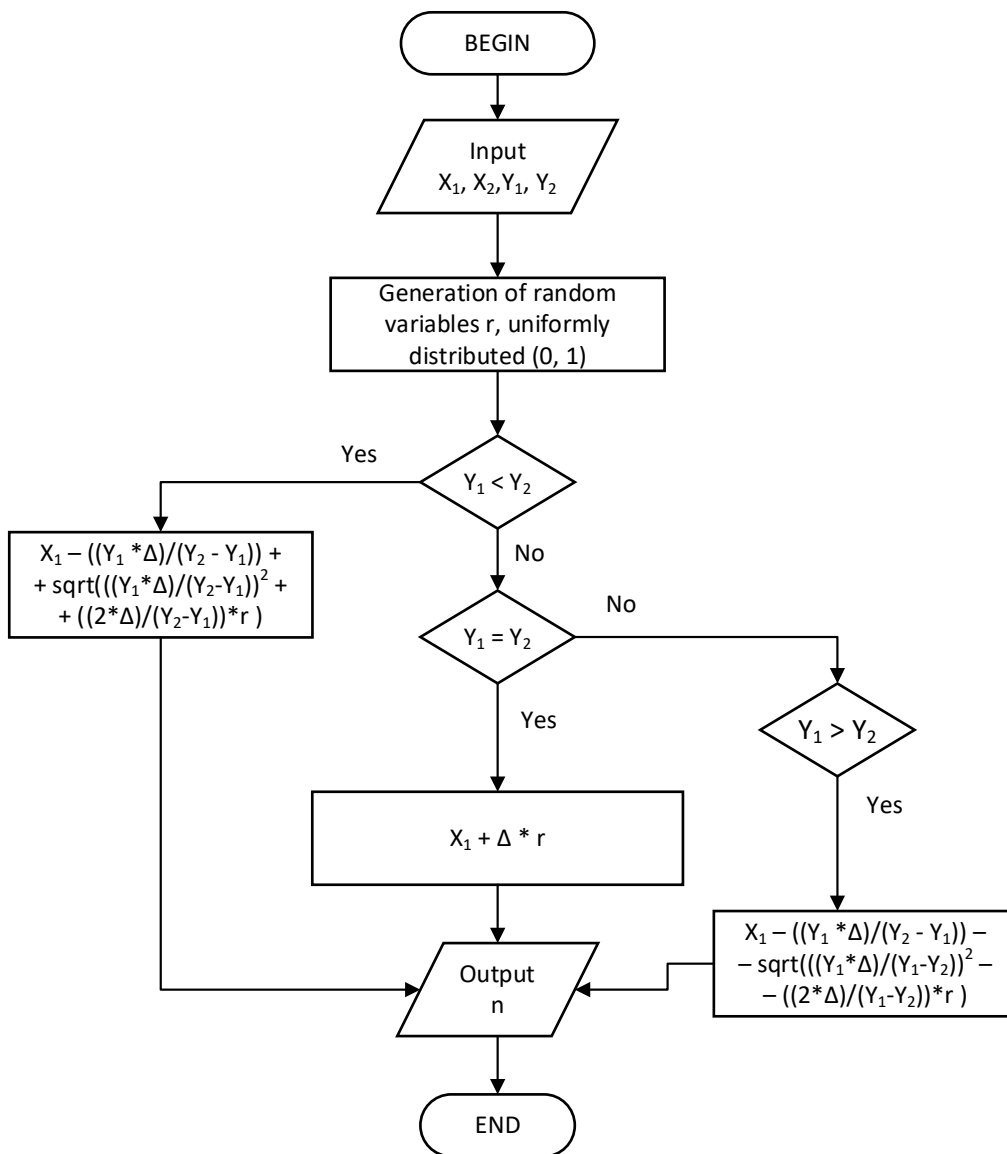 BEGIN
Input
X₁, X₂,Y₁, Y₂
Generation of random
variables r, uniformly
distributed (0, 1)
Yes
Y₁ < Y₂
X₁ – ((Y₁ *Δ)/(Y₂ - Y₁)) +
+ sqrt(((Y₁*Δ)/(Y₂-Y₁))² +
+ ((2*Δ)/(Y₂-Y₁))*r )
No
No
Y₁ = Y₂
Yes
Y₁ > Y₂
Yes
X₁ + Δ * r
X₁ – ((Y₁ *Δ)/(Y₂ - Y₁)) –
– sqrt(((Y₁*Δ)/(Y₁-Y₂))² –
– ((2*Δ)/(Y₁-Y₂))*r )
Output
n
END